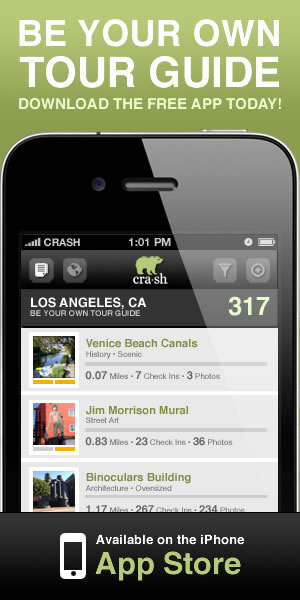 BE YOUR OWN
TOUR GUIDE
DOWNLOAD THE FREE APP TODAY!
CRASH 1:01 PM
cra·sh
LOS ANGELES, CA 317
BE YOUR OWN TOUR GUIDE
Venice Beach Canals
History • Scenic
0.07 Miles • 7 Check Ins • 3 Photos
Jim Morrison Mural
Street Art
0.83 Miles • 23 Check Ins • 36 Photos
Binoculars Building
Architecture • Oversized
1.17 Miles • 267 Check Ins • 234 Photos
Available on the iPhone
App Store